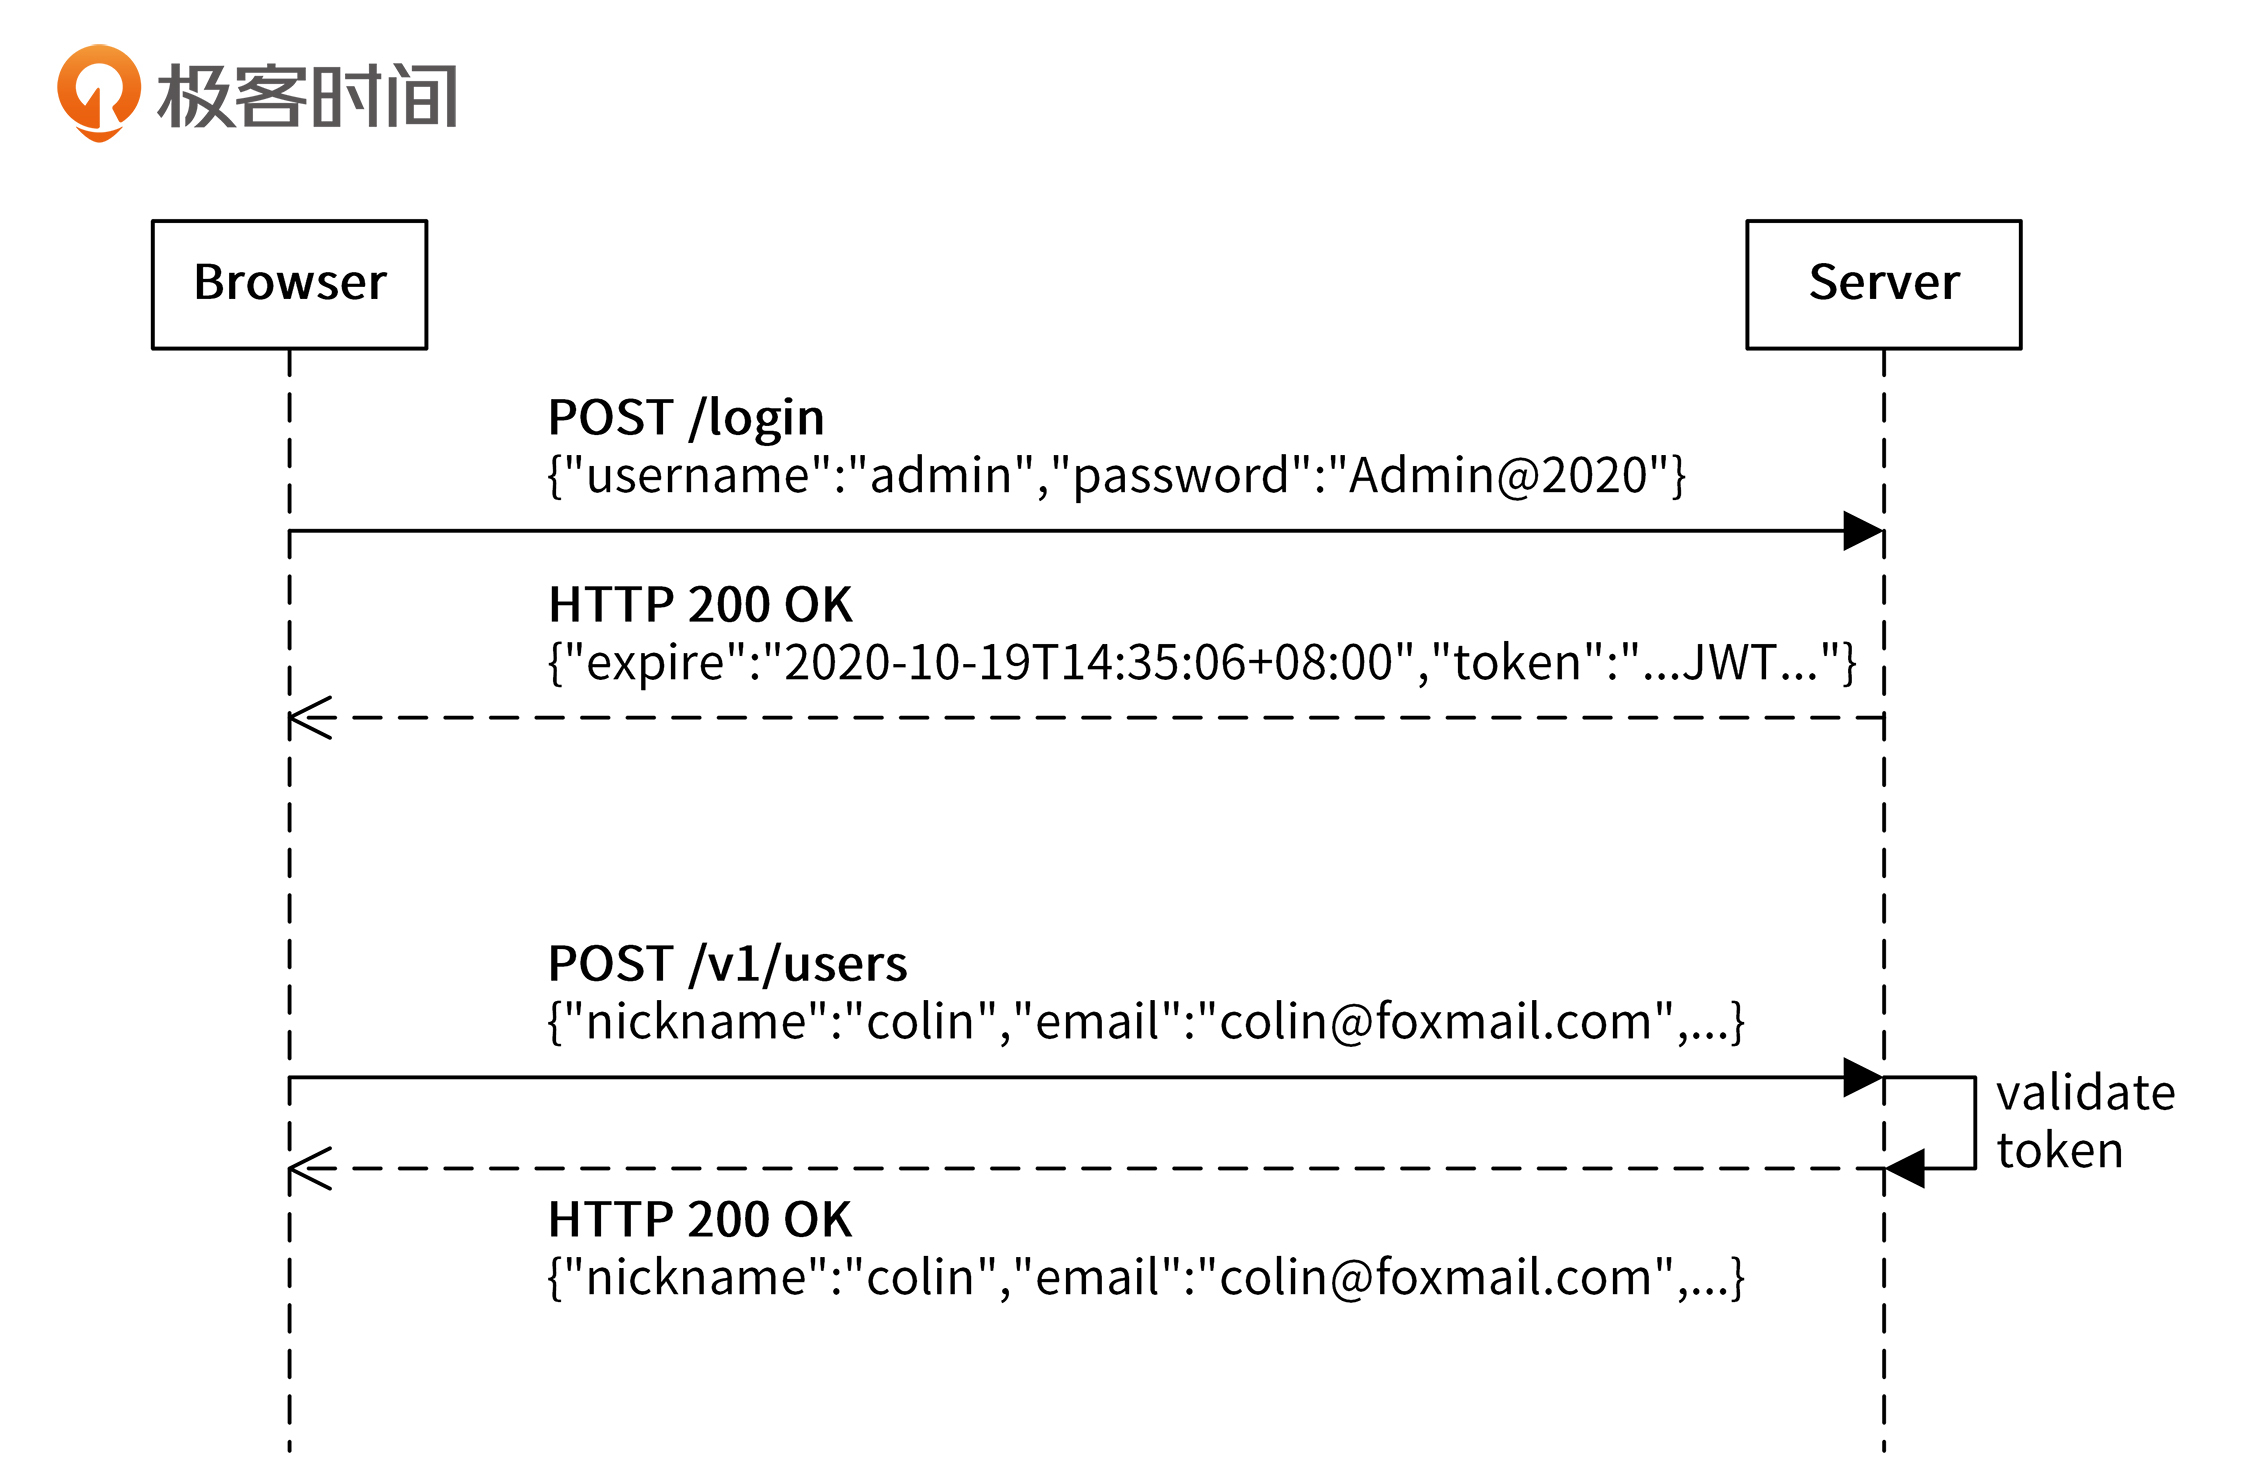 极客时间
Browser
Server
POST /login
{"username":"admin","password":"Admin@2020"}
HTTP 200 OK
{"expire":"2020-10-19T14:35:06+08:00","token":"...JWT..."}
POST /v1/users
{"nickname":"colin","email":"colin@foxmail.com",...}
validate
token
HTTP 200 OK
{"nickname":"colin","email":"colin@foxmail.com",...}